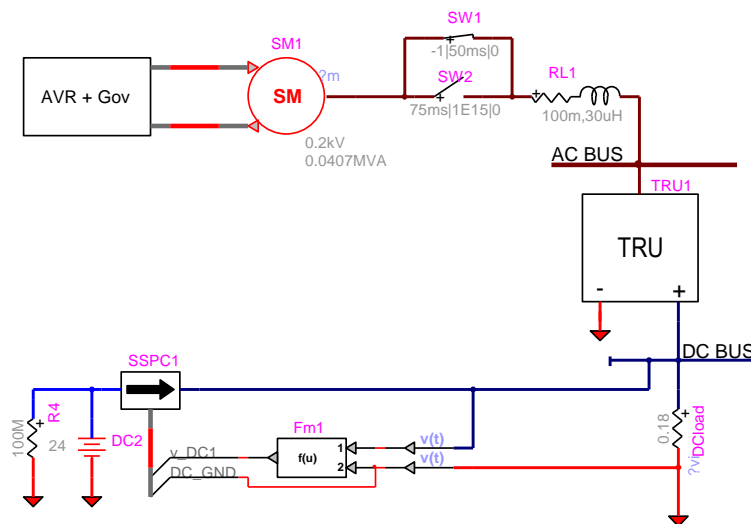 SW1
-1|50ms|0
SM1
?m
SW2
75ms|1E15|0
RL1
100m,30uH
AVR + Gov
SM
0.2kV
0.0407MVA
AC BUS
TRU1
TRU
- +
DC BUS
SSPC1
R4
100M
24
DC2
Fm1
v_DC1
DC_GND
f(u)
1
2
v(t)
v(t)
0.18
DCload
?vi